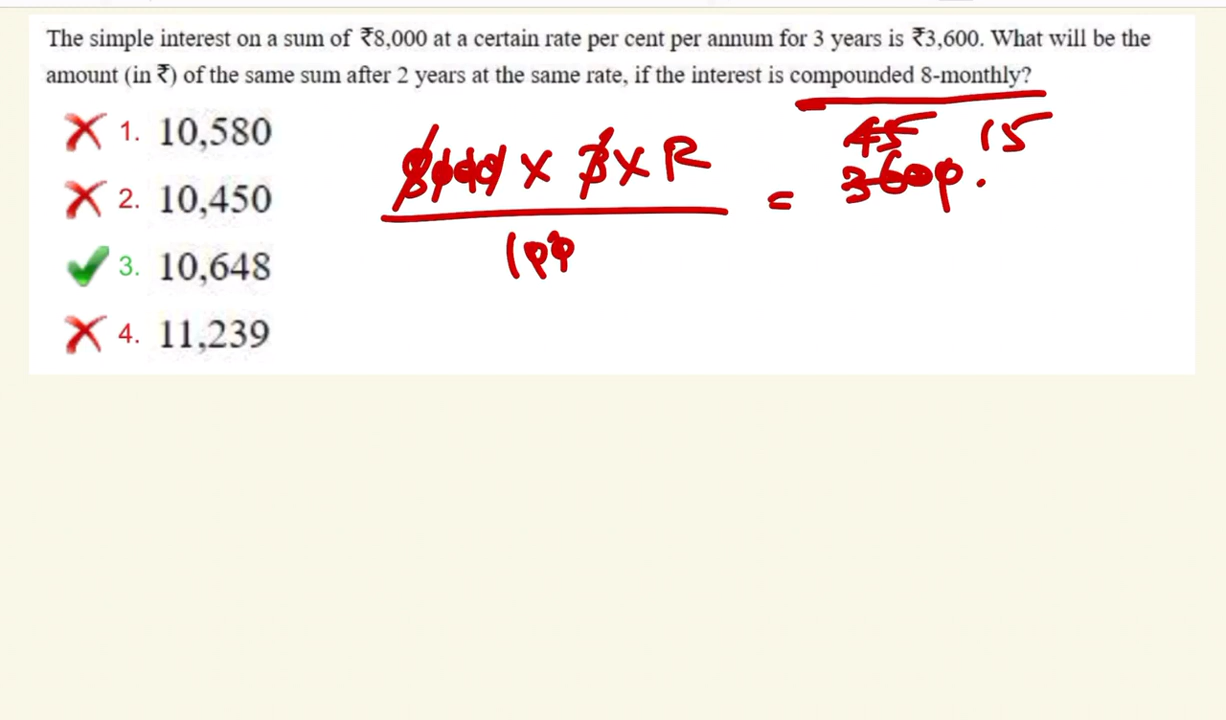 The simple interest on a sum of ₹8,000 at a certain rate per cent per annum for 3 years is ₹3,600. What will be the
amount (in ₹) of the same sum after 2 years at the same rate, if the interest is compounded 8-monthly?
1. 10,580
2. 10,450
3. 10,648
4. 11,239
45 15
8000 x 3 x R = 3600.
100